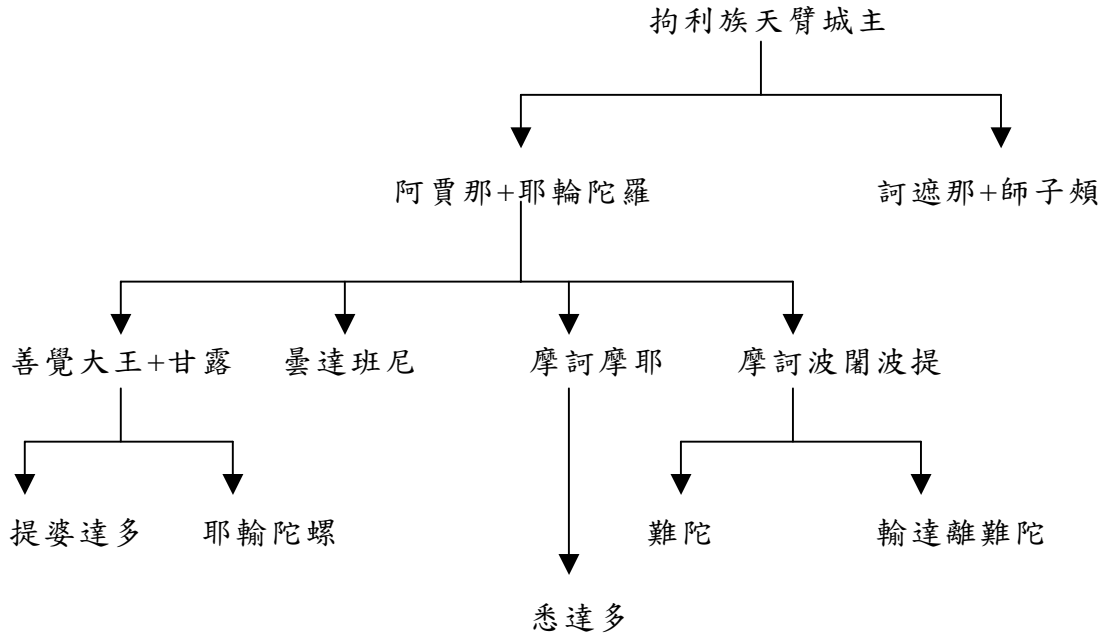 拘利族天臂城主
阿賈那+耶輪陀羅 訶遮那+師子頰
善覺大王+甘露 曇達班尼 摩訶摩耶 摩訶波闍波提
提婆達多 耶輸陀螺 難陀 輸達離難陀
悉達多